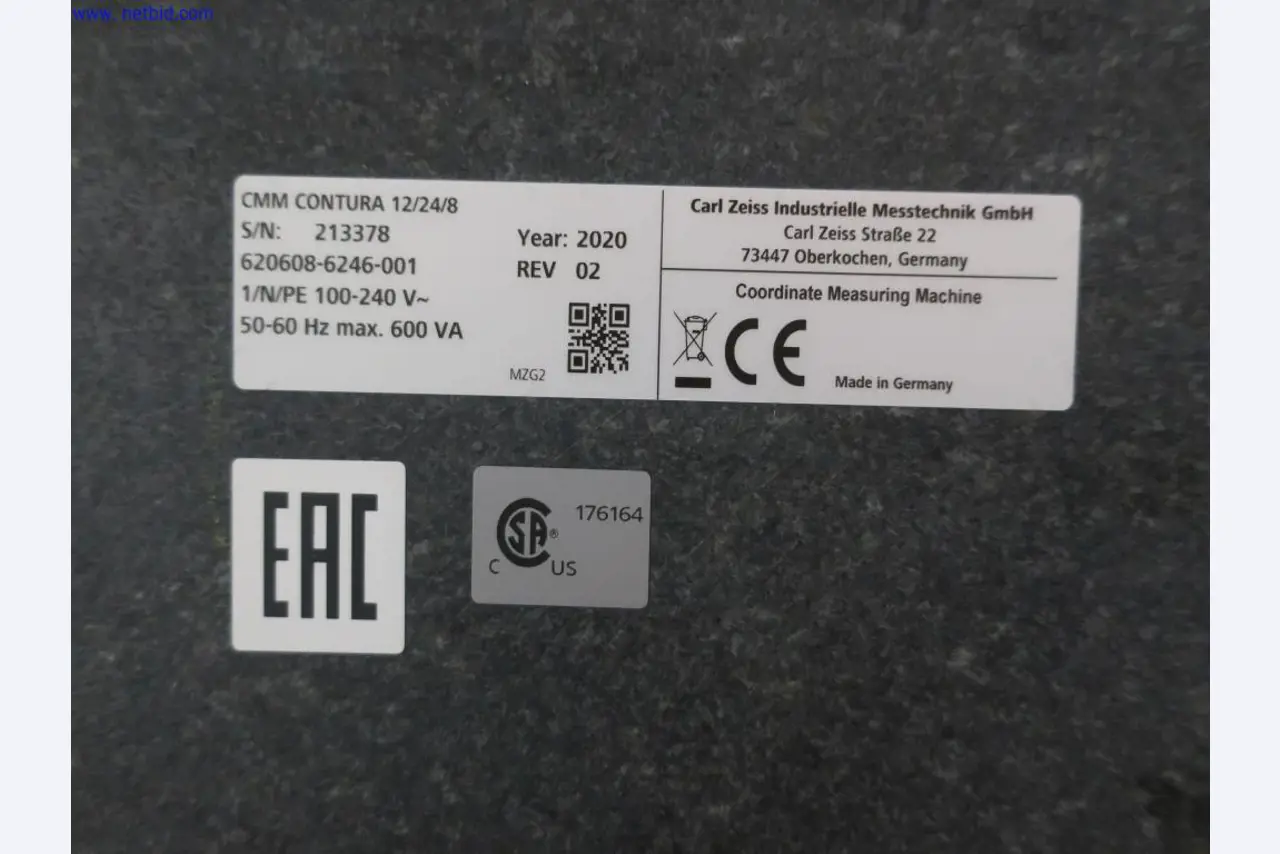 www.netbid.com
CMM CONTURA 12/24/8
S/N: 213378
620608-6246-001
1/N/PE 100-240 V~
50-60 Hz max. 600 VA
Year: 2020
REV 02
MZG2
Carl Zeiss Industrielle Messtechnik GmbH
Carl Zeiss Straße 22
73447 Oberkochen, Germany
Coordinate Measuring Machine
CE
Made in Germany
EAC
CSA® 176164
C US